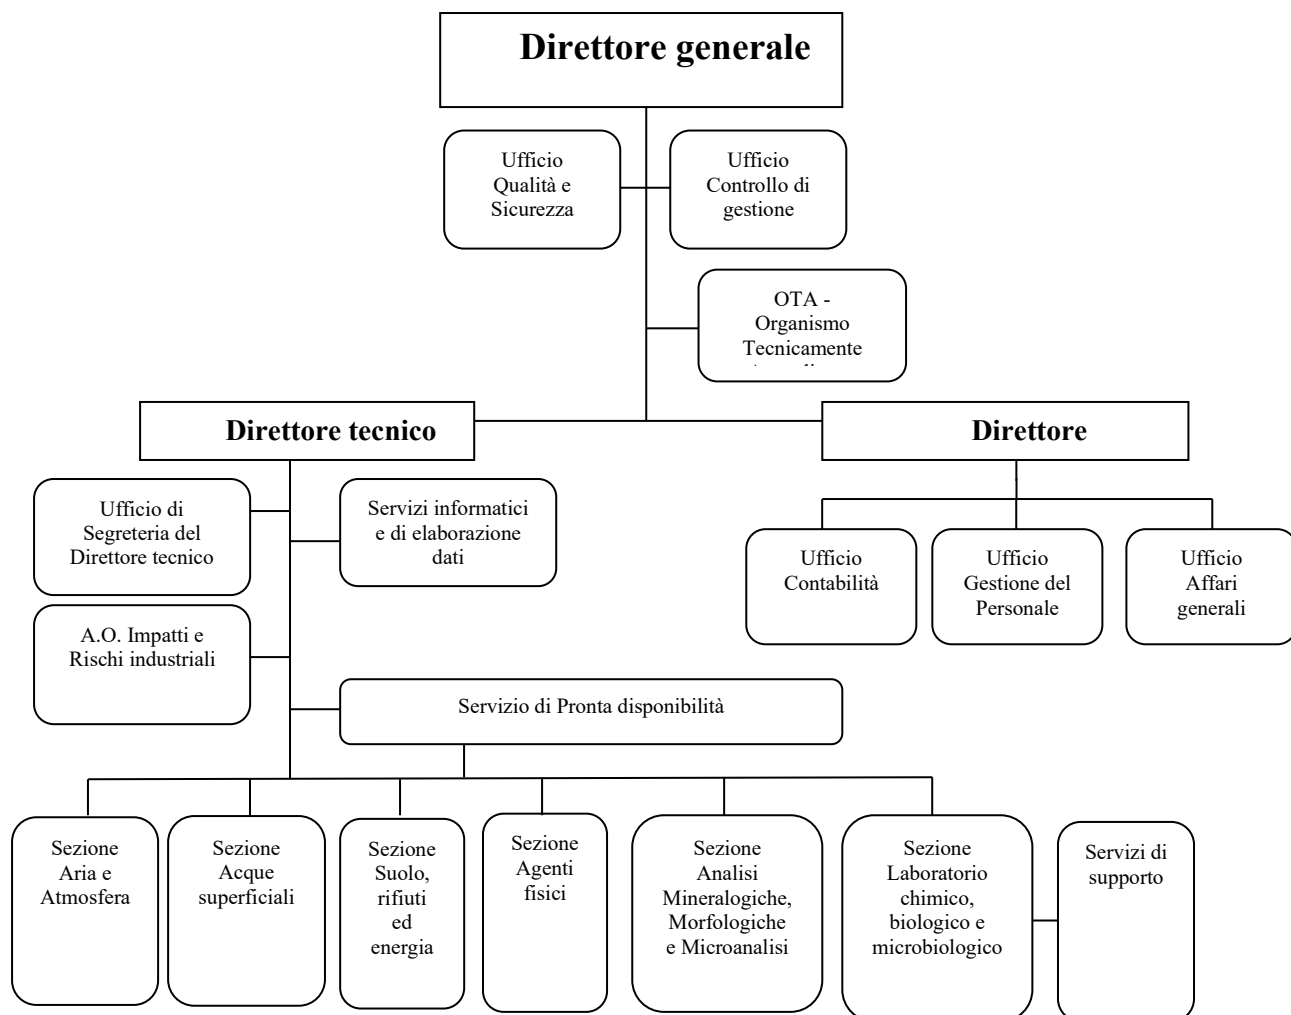 Direttore generale
Ufficio
Qualità e
Sicurezza
Ufficio
Controllo di
gestione
OTA -
Organismo
Tecnicamente
Direttore tecnico
Direttore
Ufficio di
Segreteria del
Direttore tecnico
Servizi informatici
e di elaborazione
dati
Ufficio
Contabilità
Ufficio
Gestione del
Personale
Ufficio
Affari
generali
A.O. Impatti e
Rischi industriali
Servizio di Pronta disponibilità
Sezione
Aria e
Atmosfera
Sezione
Acque
superficiali
Sezione
Suolo,
rifiuti
ed
energia
Sezione
Agenti
fisici
Sezione
Analisi
Mineralogiche,
Morfologiche
e Microanalisi
Sezione
Laboratorio
chimico,
biologico e
microbiologico
Servizi di
supporto